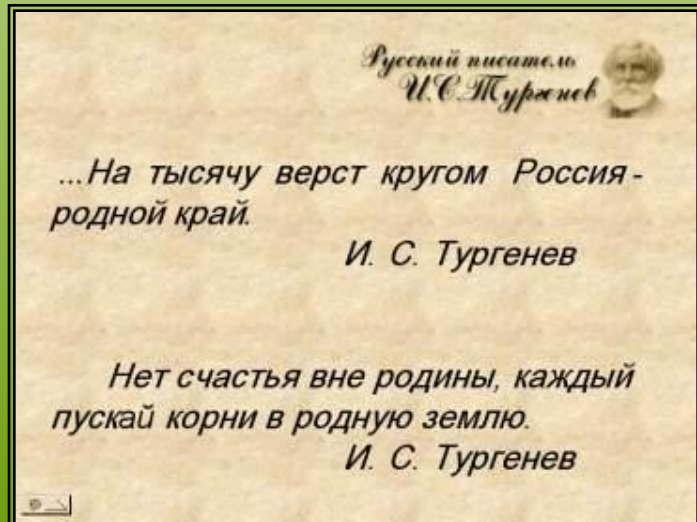 Русский писатель
И.С.Тургенев
...На тысячу верст кругом Россия -
родной край.
И. С. Тургенев
Нет счастья вне родины, каждый
пускай корни в родную землю.
И. С. Тургенев